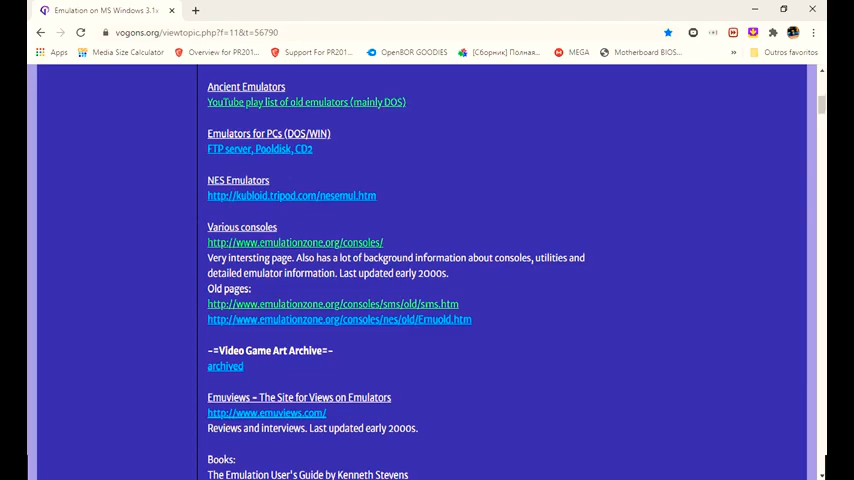 Emulation on MS Windows 3.1x
vogons.org/viewtopic.php?f=11&t=56790
Apps
Media Size Calculator
Overview for PR201...
Support For PR201...
OpenBOR GOODIES
[Сборник] Полная...
MEGA
Motherboard BIOS...
»
Outros favoritos
Ancient Emulators
YouTube play list of old emulators (mainly DOS)
Emulators for PCs (DOS/WIN)
FTP server, Pooldisk, CD2
NES Emulators
http://kubloid.tripod.com/nesemul.htm
Various consoles
http://www.emulationzone.org/consoles/
Very intersting page. Also has a lot of background information about consoles, utilities and
detailed emulator information. Last updated early 2000s.
Old pages:
http://www.emulationzone.org/consoles/sms/old/sms.htm
http://www.emulationzone.org/consoles/nes/old/Emuold.htm
-=Video Game Art Archive=-
archived
Emuviews - The Site for Views on Emulators
http://www.emuviews.com/
Reviews and interviews. Last updated early 2000s.
Books:
The Emulation User's Guide by Kenneth Stevens